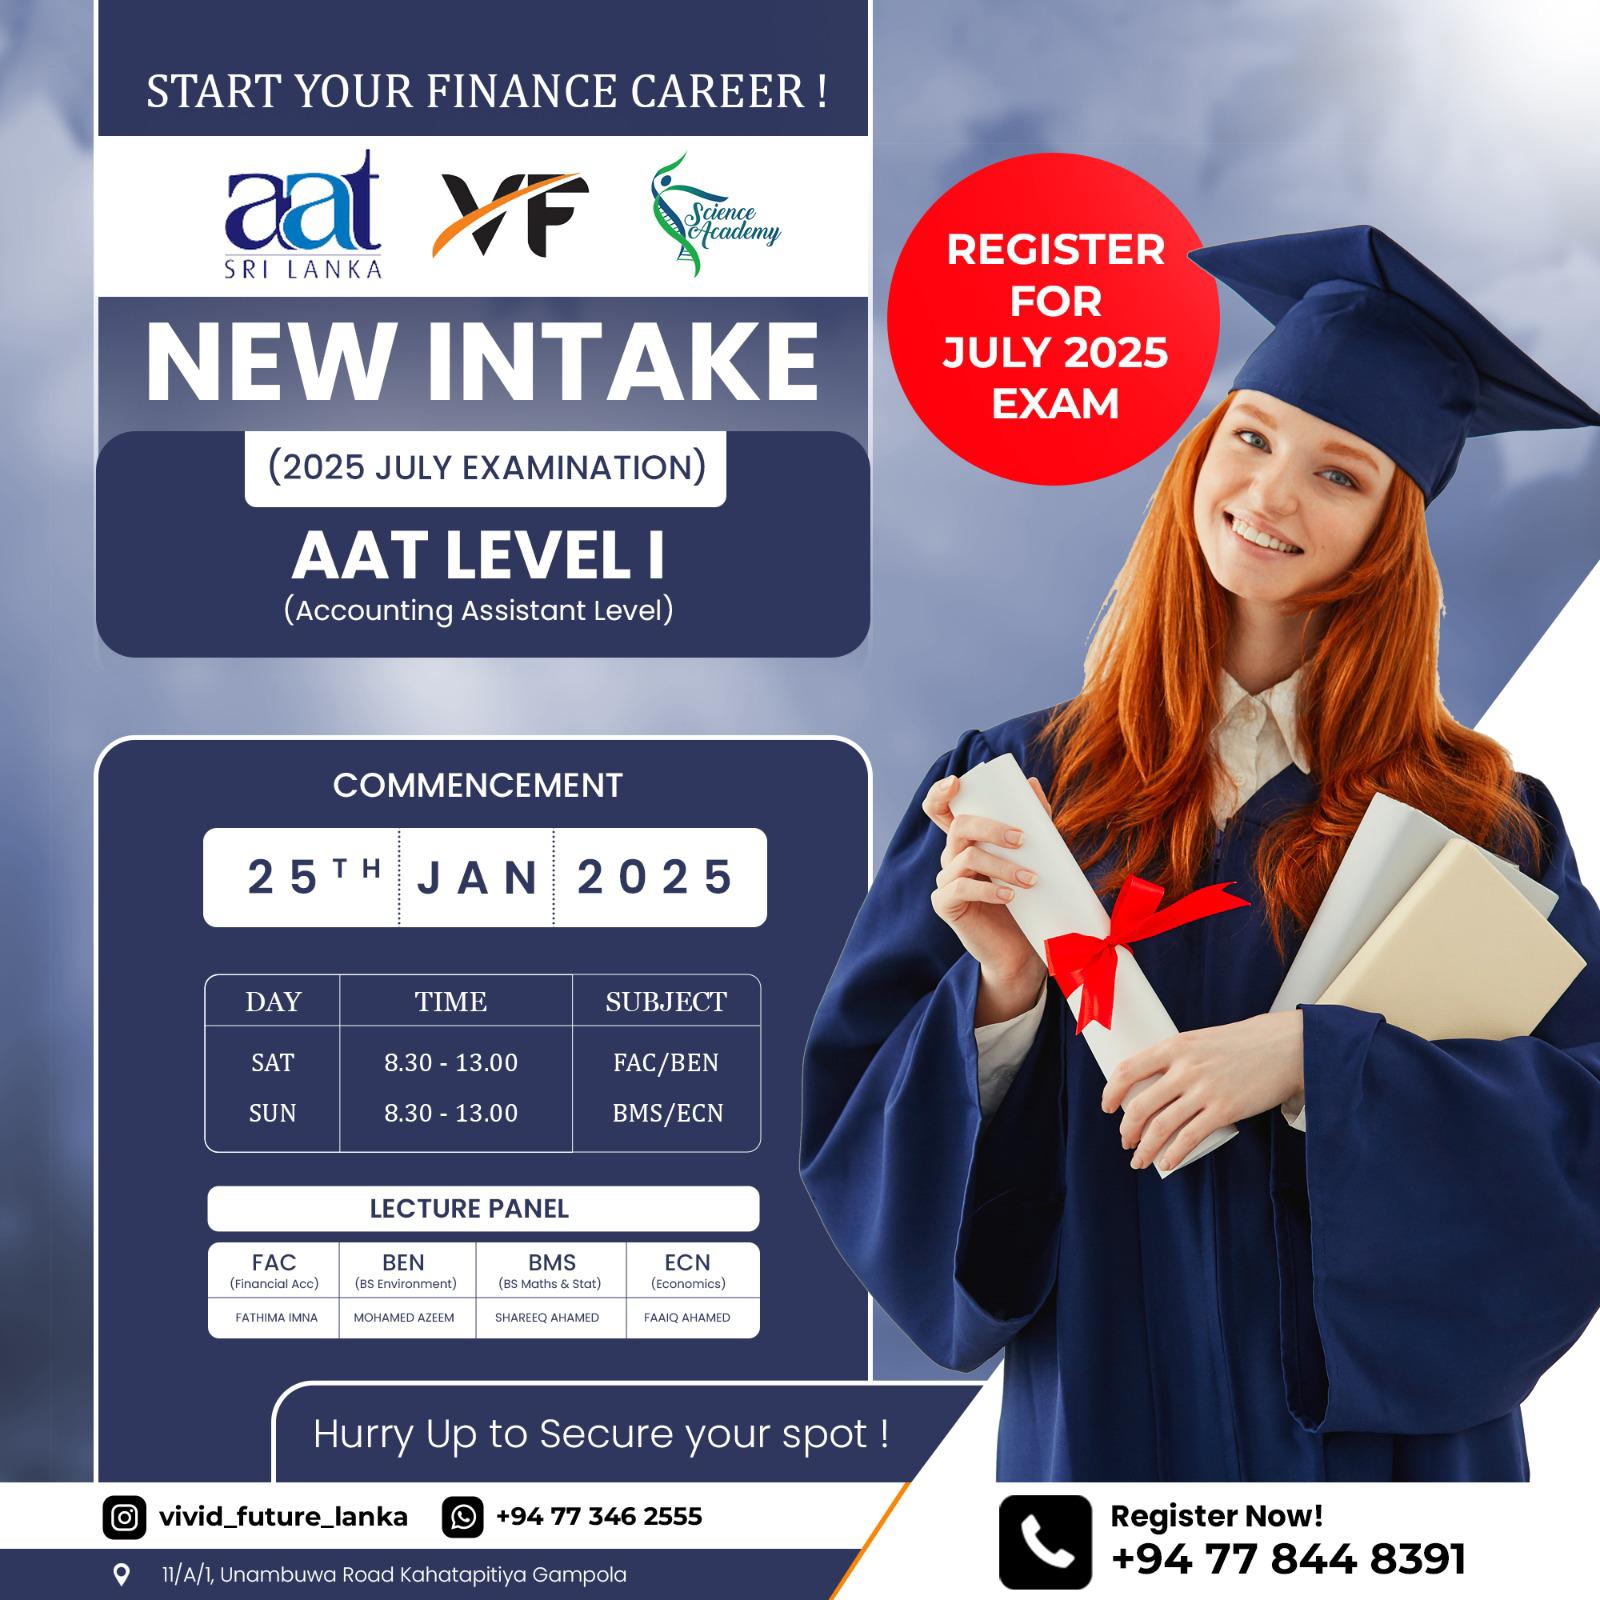 START YOUR FINANCE CAREER !
aat
SRI LANKA
VF
Science
Academy
NEW INTAKE
(2025 JULY EXAMINATION)
AAT LEVEL I
(Accounting Assistant Level)
REGISTER
FOR
JULY 2025
EXAM
COMMENCEMENT
25TH JAN 2025
DAY TIME SUBJECT
SAT 8.30 - 13.00 FAC/BEN
SUN 8.30 - 13.00 BMS/ECN
LECTURE PANEL
FAC BEN BMS ECN
(Financial Acc) (BS Environment) (BS Maths & Stat) (Economics)
FATHIMA IMNA MOHAMED AZEEM SHAREEQ AHAMED FAAIQ AHAMED
Hurry Up to Secure your spot !
vivid_future_lanka +94 77 346 2555
11/A/1, Unambuwa Road Kahatapitiya Gampola
Register Now!
+94 77 844 8391